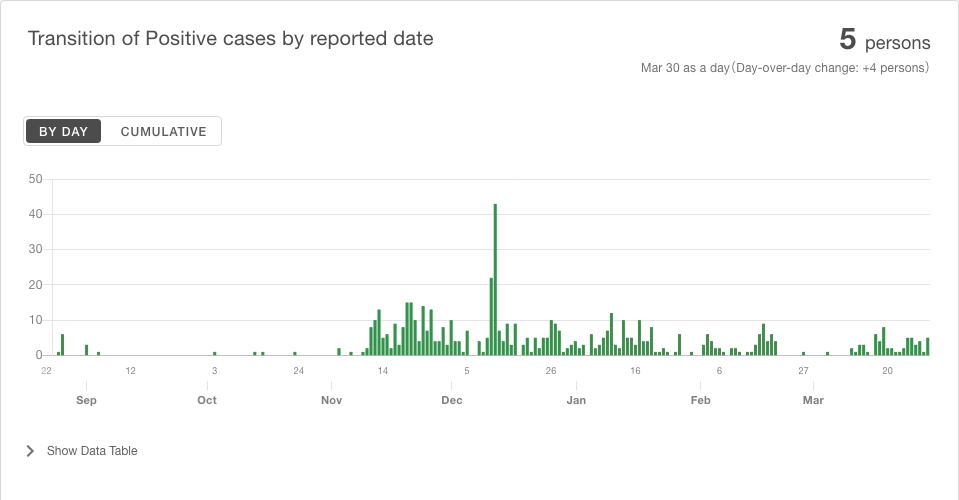 Transition of Positive cases by reported date
5 persons
Mar 30 as a day(Day-over-day change: +4 persons)
BY DAY CUMULATIVE
50
40
30
20
10
0
22 12 3 24 14 5 26 16 6 27 20
Sep Oct Nov Dec Jan Feb Mar
Show Data Table